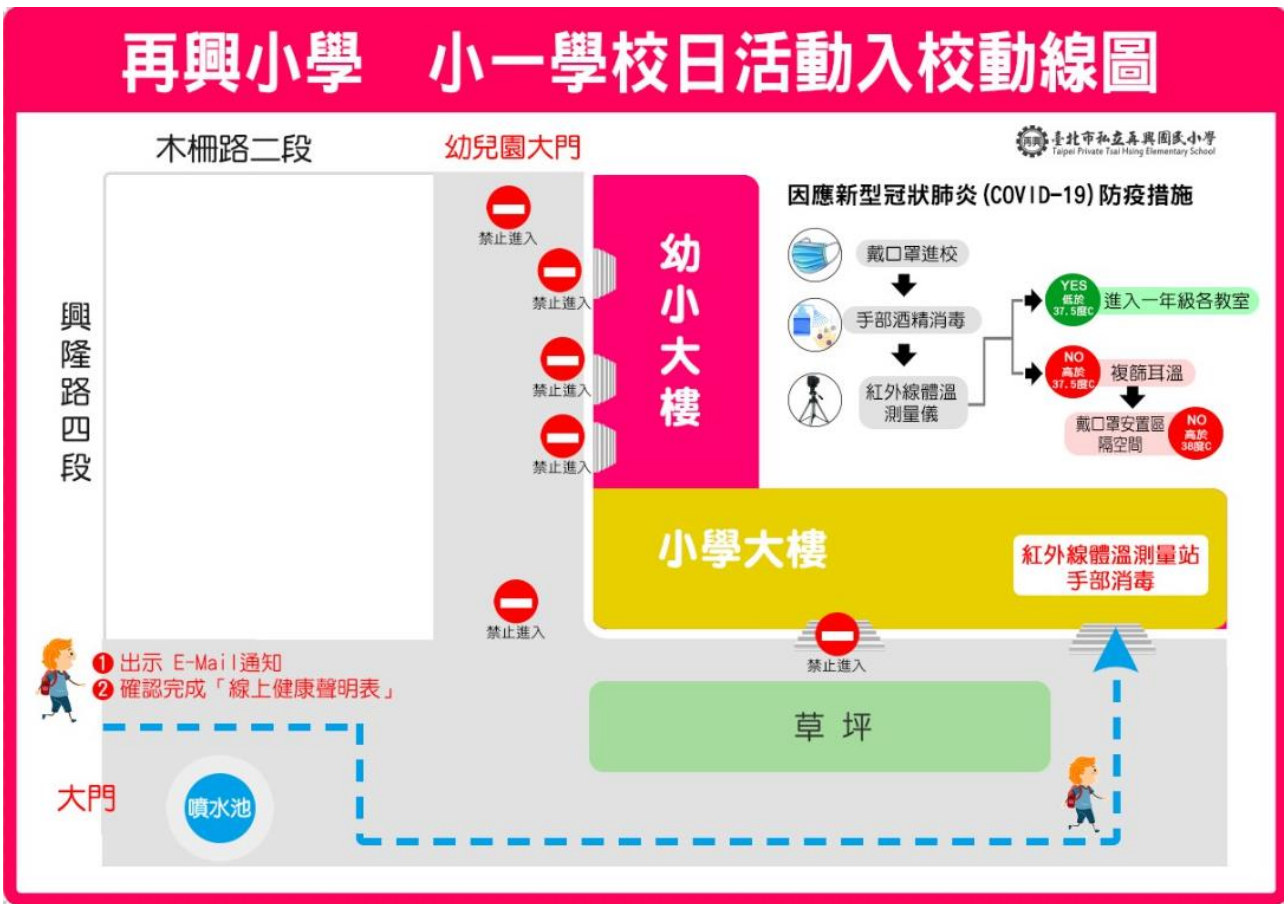 再興小學　小一學校日活動入校動線圖
木柵路二段
幼兒園大門
再興
臺北市私立再興國民小學
Taipei Private Tsai Hsing Elementary School
因應新型冠狀肺炎(COVID-19)防疫措施
戴口罩進校
手部酒精消毒
紅外線體溫
測量儀
YES
低於
37.5度C
進入一年級各教室
NO
高於
37.5度C
複篩耳溫
戴口罩安置區
隔空間
NO
高於
38度C
興隆路四段
禁止進入
禁止進入
禁止進入
禁止進入
禁止進入
幼小大樓
小學大樓
紅外線體溫測量站
手部消毒
禁止進入
1 出示 E-Mail通知
2 確認完成「線上健康聲明表」
草坪
大門
噴水池